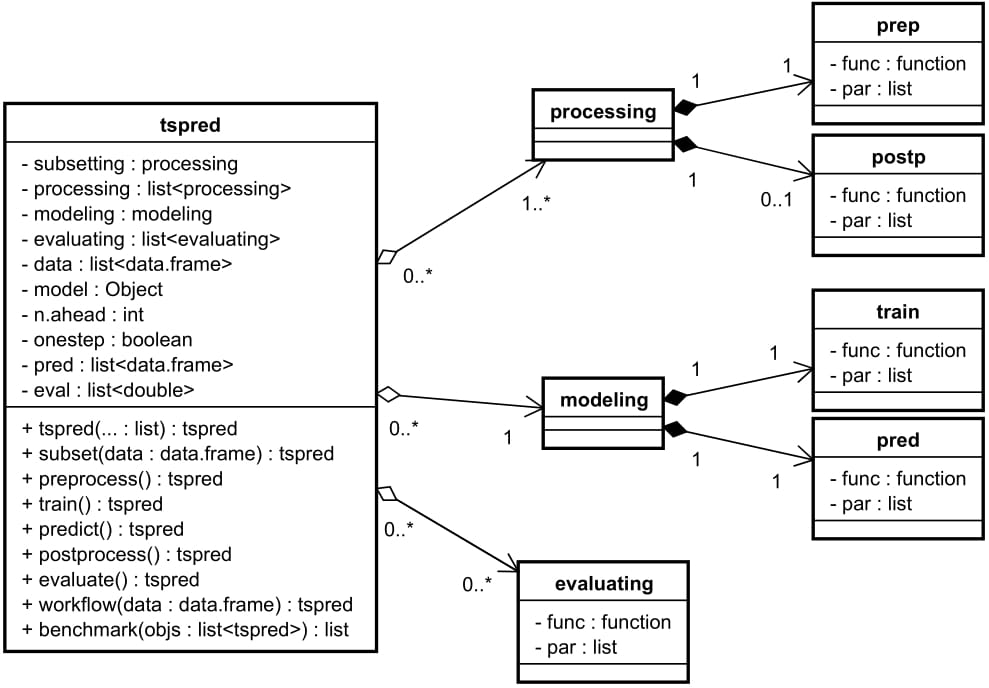 tspred
- subsetting : processing
- processing : list<processing>
- modeling : modeling
- evaluating : list<evaluating>
- data : list<data.frame>
- model : Object
- n.ahead : int
- onestep : boolean
- pred : list<data.frame>
- eval : list<double>
+ tspred(... : list) : tspred
+ subset(data : data.frame) : tspred
+ preprocess() : tspred
+ train() : tspred
+ predict() : tspred
+ postprocess() : tspred
+ evaluate() : tspred
+ workflow(data : data.frame) : tspred
+ benchmark(objs : list<tspred>) : list
0..*
1..*
processing
1
1
prep
- func : function
- par : list
1
0..1
postp
- func : function
- par : list
0..*
1
modeling
1
1
train
- func : function
- par : list
1
1
pred
- func : function
- par : list
0..*
0..*
evaluating
- func : function
- par : list